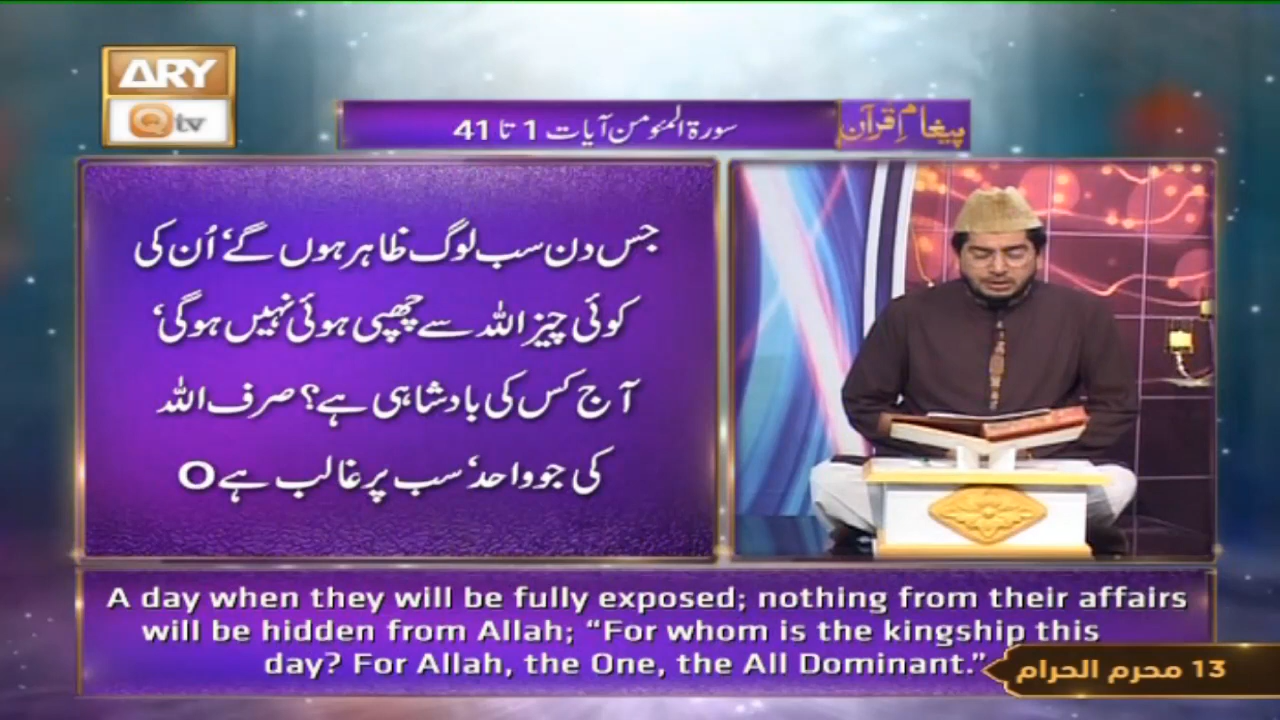 ARY
Qtv
پیغامِ قرآن
سورۃ المئومن آیات 1 تا 41
جس دن سب لوگ ظاہر ہوں گے‘ اُن کی
کوئی چیز اللہ سے چھپی ہوئی نہیں ہوگی‘
آج کس کی بادشاہی ہے؟ صرف اللہ
کی جو واحد‘ سب پر غالب ہے O
A day when they will be fully exposed; nothing from their affairs
will be hidden from Allah; “For whom is the kingship this
day? For Allah, the One, the All Dominant.”
13 محرم الحرام